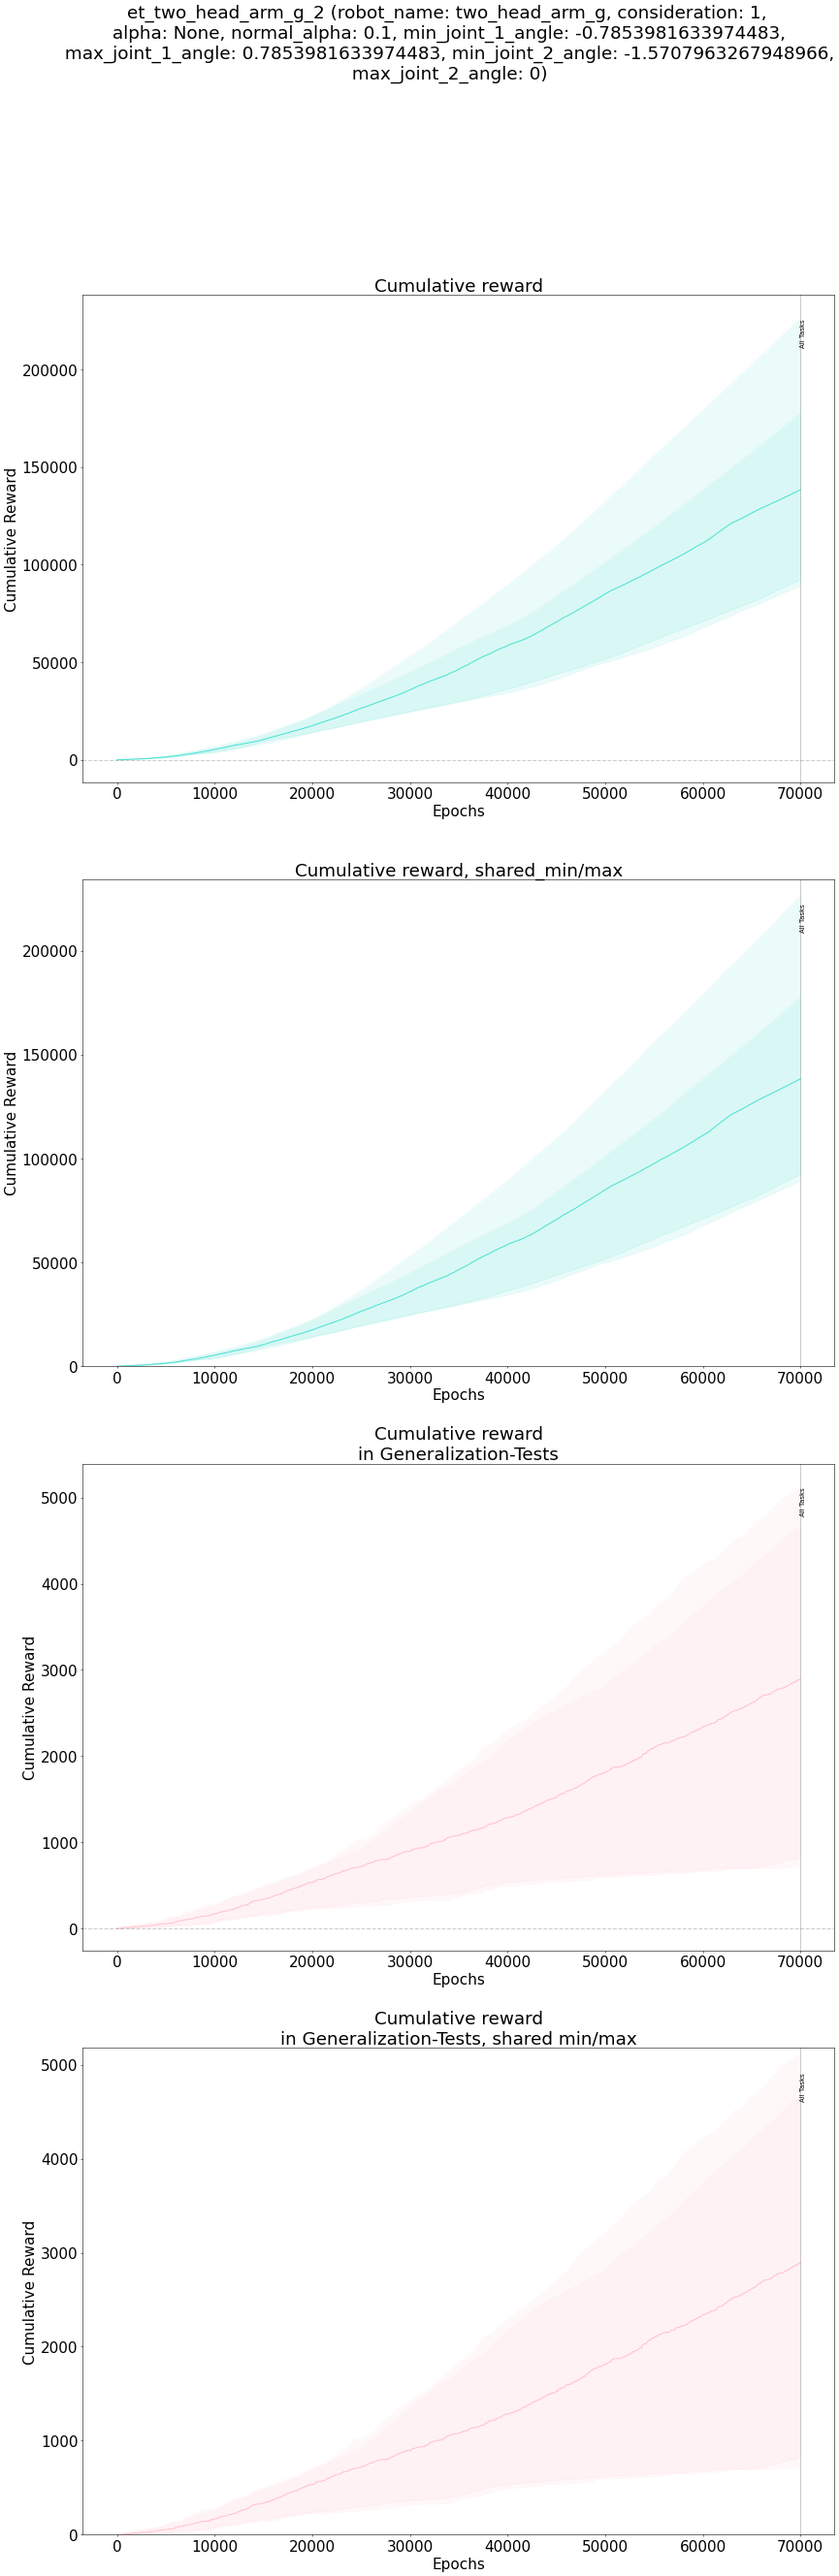 et_two_head_arm_g_2 (robot_name: two_head_arm_g, consideration: 1,
alpha: None, normal_alpha: 0.1, min_joint_1_angle: -0.7853981633974483,
max_joint_1_angle: 0.7853981633974483, min_joint_2_angle: -1.5707963267948966,
max_joint_2_angle: 0)
Cumulative reward
All Tasks
200000
150000
100000
50000
0
Cumulative Reward
0 10000 20000 30000 40000 50000 60000 70000
Epochs
Cumulative reward, shared_min/max
All Tasks
200000
150000
100000
50000
0
Cumulative Reward
0 10000 20000 30000 40000 50000 60000 70000
Epochs
Cumulative reward
in Generalization-Tests
All Tasks
5000
4000
3000
2000
1000
0
Cumulative Reward
0 10000 20000 30000 40000 50000 60000 70000
Epochs
Cumulative reward
in Generalization-Tests, shared min/max
All Tasks
5000
4000
3000
2000
1000
0
Cumulative Reward
0 10000 20000 30000 40000 50000 60000 70000
Epochs